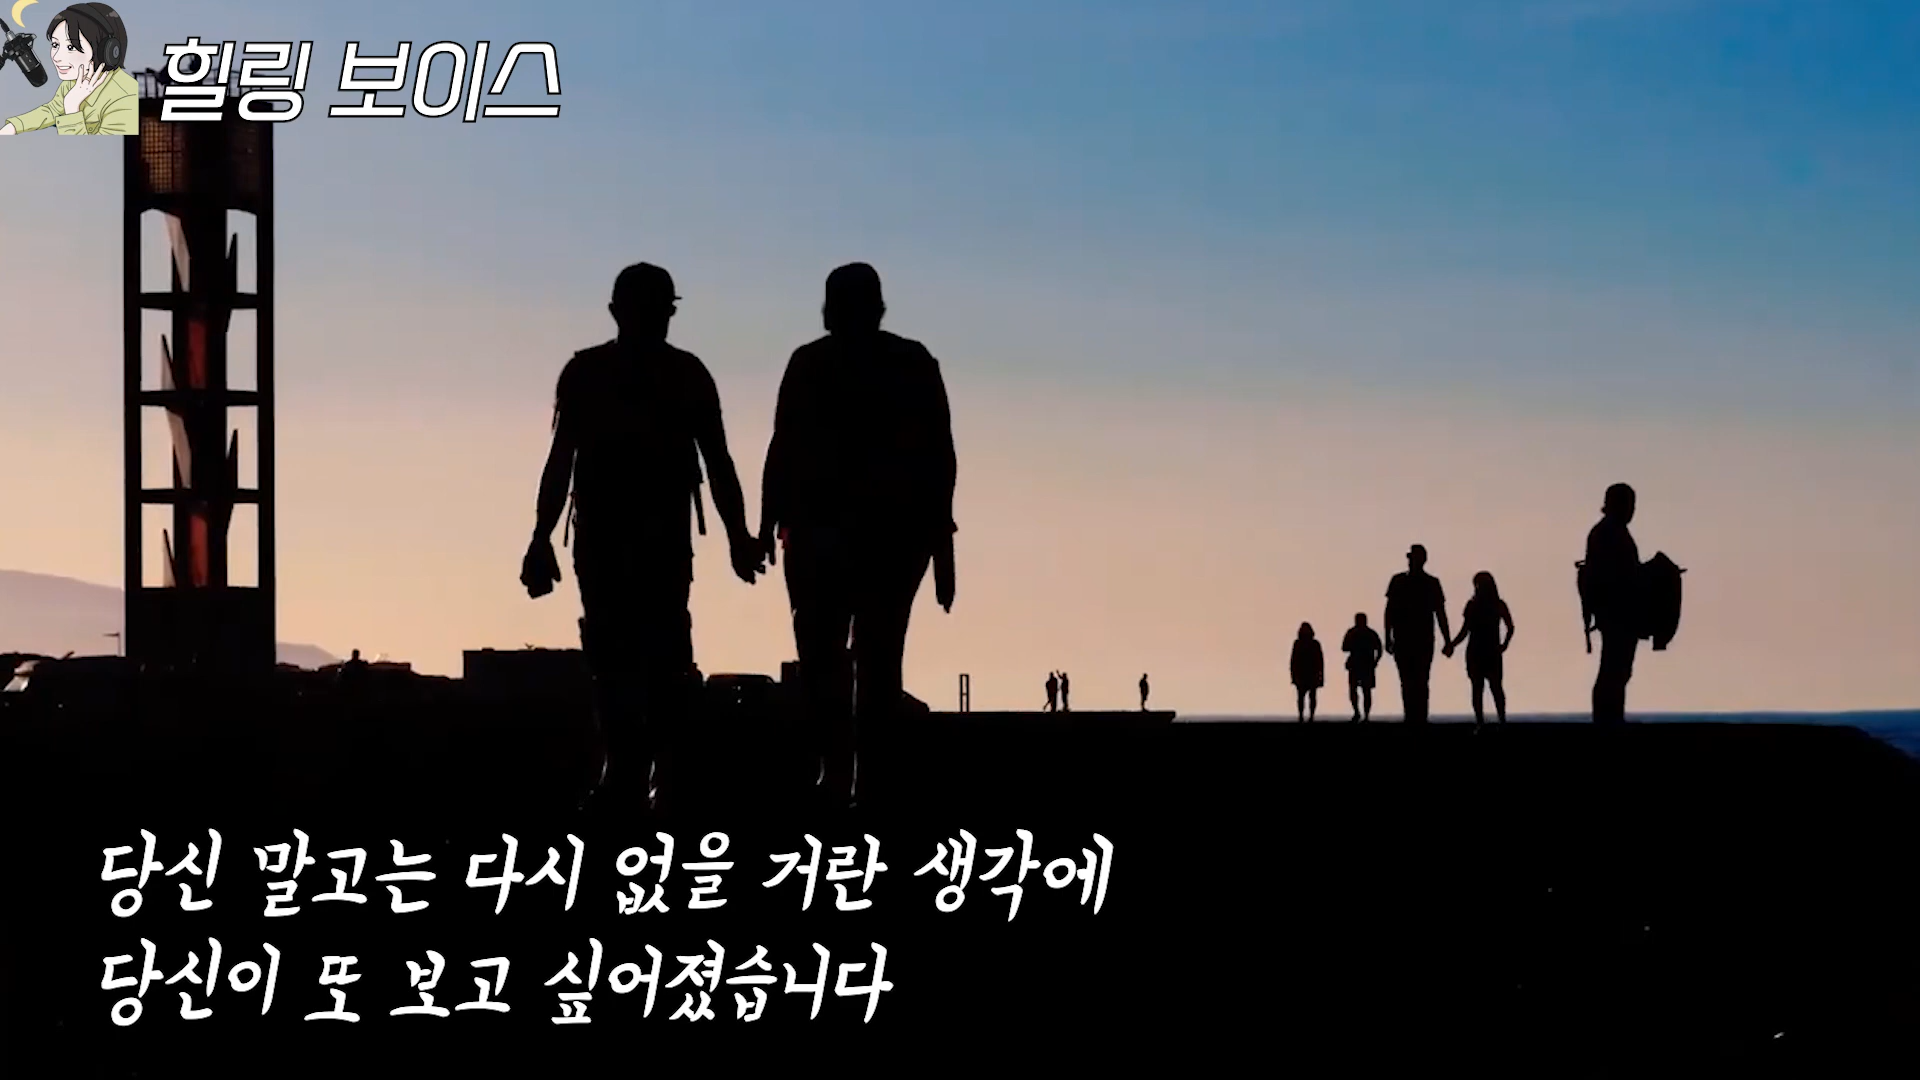 힐링 보이스
당신 말고는 다시 없을 거란 생각에
당신이 또 보고 싶어졌습니다